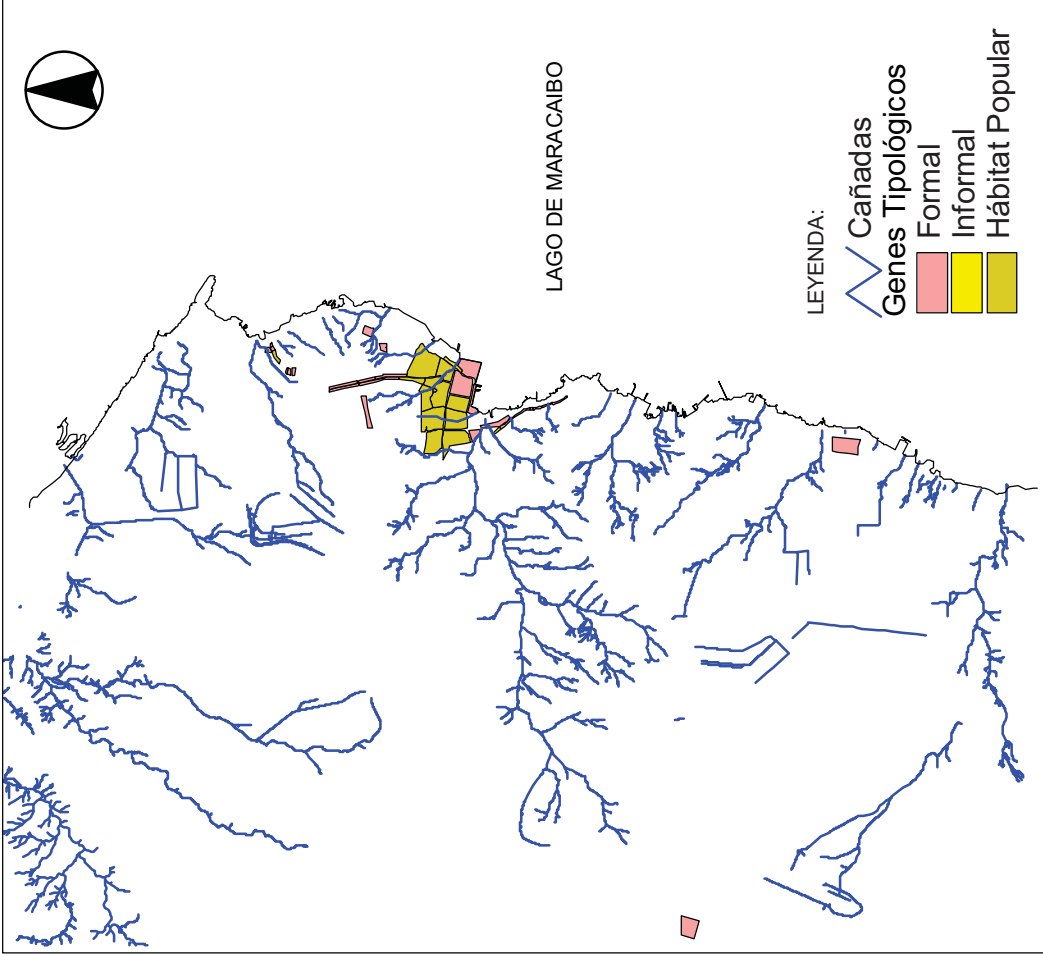 LAGO DE MARACAIBO
LEYENDA:
Cañadas
Genes Tipológicos
Formal
Informal
Hábitat Popular